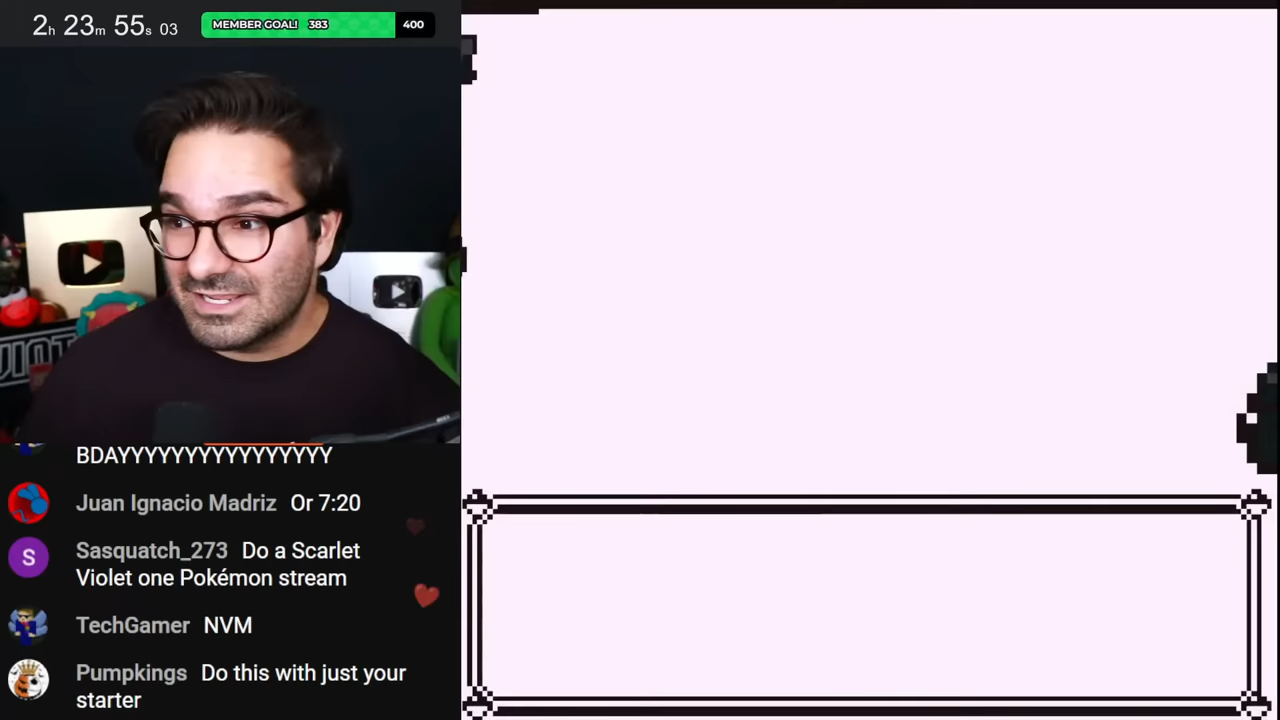 2h 23m 55s 03
MEMBER GOAL! 383
400
BDAYYYYYYYYYYYYYYYY
Juan Ignacio Madriz Or 7:20
Sasquatch_273 Do a Scarlet
Violet one Pokémon stream
TechGamer NVM
Pumpkings Do this with just your
starter
S